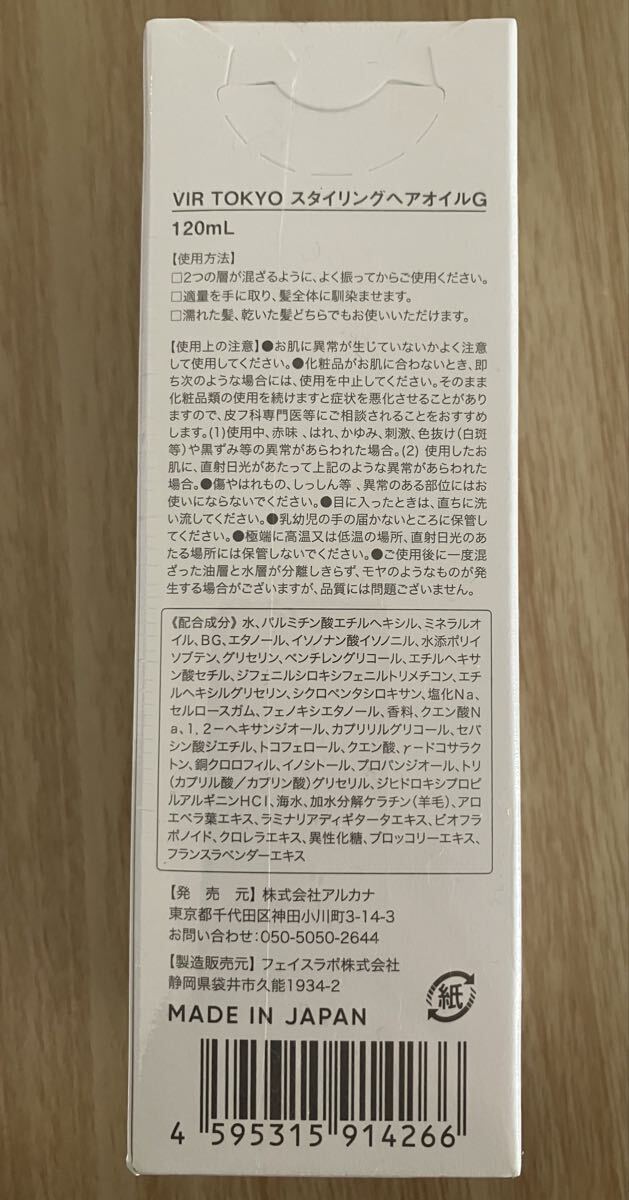 VIR TOKYO スタイリングヘアオイルG
120mL
【使用方法】
□2つの層が混ざるように、よく振ってからご使用ください。
□適量を手に取り、髪全体に馴染ませます。
□濡れた髪、乾いた髪どちらでもお使いいただけます。
【使用上の注意】●お肌に異常が生じていないかよく注意
して使用してください。●化粧品がお肌に合わないとき、即
ち次のような場合には、使用を中止してください。そのまま
化粧品類の使用を続けますと症状を悪化させることがあり
ますので、皮フ科専門医等にご相談されることをおすすめ
します。(1)使用中、赤味 、はれ、かゆみ、刺激、色抜け(白斑
等)や黒ずみ等の異常があらわれた場合。(2) 使用したお
肌に、直射日光があたって上記のような異常があらわれた
場合。●傷やはれもの、しっしん等 、異常のある部位にはお
使いにならないでください。●目に入ったときは、直ちに洗
い流してください。●乳幼児の手の届かないところに保管し
てください。●極端に高温又は低温の場所、直射日光のあ
たる場所には保管しないでください。●ご使用後に一度混
ざった油層と水層が分離しきらず、モヤのようなものが発
生する場合がございますが、品質には問題ございません。
《配合成分》水、パルミチン酸エチルヘキシル、ミネラルオ
イル、BG、エタノール、イソノナン酸イソノニル、水添ポリイ
ソブテン、グリセリン、ペンチレングリコール、エチルヘキサ
ン酸セチル、ジフェニルシロキシフェニルトリメチコン、エチ
ルヘキシルグリセリン、シクロペンタシロキサン、塩化Na、
セルロースガム、フェノキシエタノール、香料、クエン酸N
a、1,2-ヘキサンジオール、カプリリルグリコール、セバ
シン酸ジエチル、トコフェロール、クエン酸、γ-ドコサラク
トン、銅クロロフィル、イノシトール、プロパンジオール、トリ
(カプリル酸/カプリン酸)グリセリル、ジヒドロキシプロピ
ルアルギニンHCl、海水、加水分解ケラチン(羊毛)、アロ
エベラ葉エキス、ラミナリアディギタータエキス、ビオフラ
ボノイド、クロレラエキス、異性化糖、ブロッコリーエキス、
フランスラベンダーエキス
【発 売 元】株式会社アルカナ
東京都千代田区神田小川町3-14-3
お問い合わせ:050-5050-2644
【製造販売元】フェイスラボ株式会社
静岡県袋井市久能1934-2
紙
MADE IN JAPAN
4 595315 914266